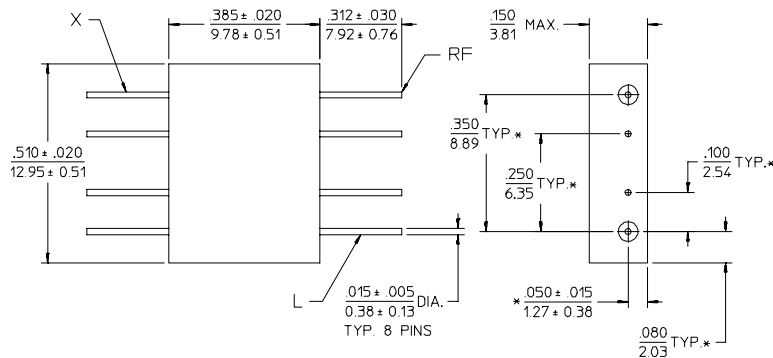 X
.385 ± .020
9.78 ± 0.51
.312 ± .030
7.92 ± 0.76
RF
.150 MAX.
3.81
.510 ± .020
12.95 ± 0.51
.350 TYP.*
8.89
.250 TYP.*
6.35
.100 TYP.*
2.54
L
.015 ± .005 DIA.
0.38 ± 0.13
TYP. 8 PINS
* .050 ± .015
1.27 ± 0.38
.080 TYP.*
2.03